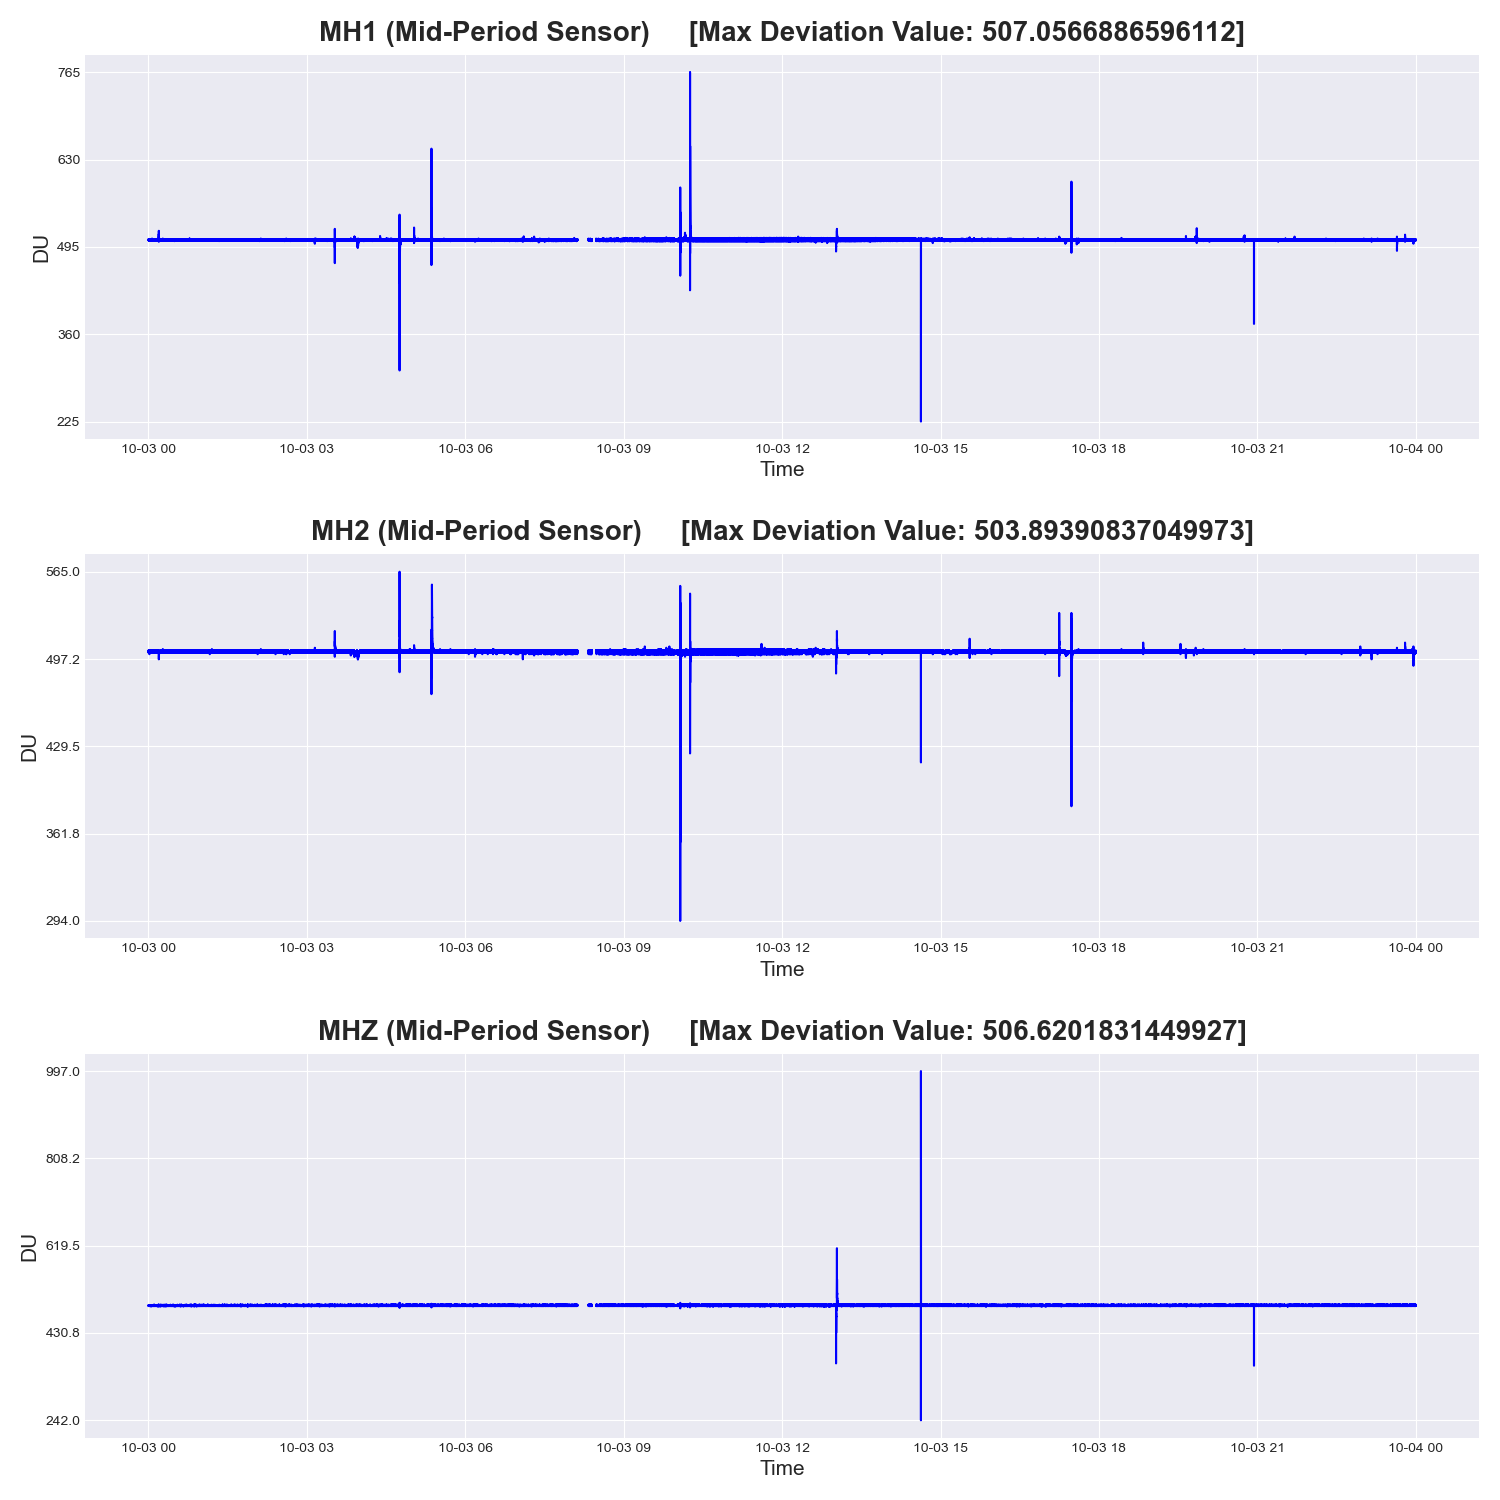 MH1 (Mid-Period Sensor) [Max Deviation Value: 507.0566886596112]
765
630
495
360
225
DU
10-03 00 10-03 03 10-03 06 10-03 09 10-03 12 10-03 15 10-03 18 10-03 21 10-04 00
Time
MH2 (Mid-Period Sensor) [Max Deviation Value: 503.89390837049973]
565.0
497.2
429.5
361.8
294.0
DU
10-03 00 10-03 03 10-03 06 10-03 09 10-03 12 10-03 15 10-03 18 10-03 21 10-04 00
Time
MHZ (Mid-Period Sensor) [Max Deviation Value: 506.6201831449927]
997.0
808.2
619.5
430.8
242.0
DU
10-03 00 10-03 03 10-03 06 10-03 09 10-03 12 10-03 15 10-03 18 10-03 21 10-04 00
Time